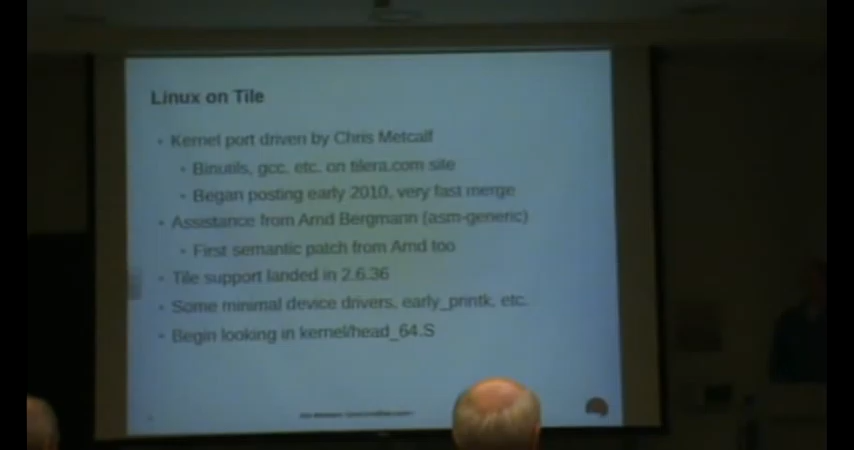 Linux on Tile
• Kernel port driven by Chris Metcalf
• Binutils, gcc, etc. on tilera.com site
• Began posting early 2010, very fast merge
• Assistance from Arnd Bergmann (asm-generic)
• First semantic patch from Arnd too
• Tile support landed in 2.6.36
• Some minimal device drivers, early_printk, etc.
• Begin looking in kernel/head_64.S